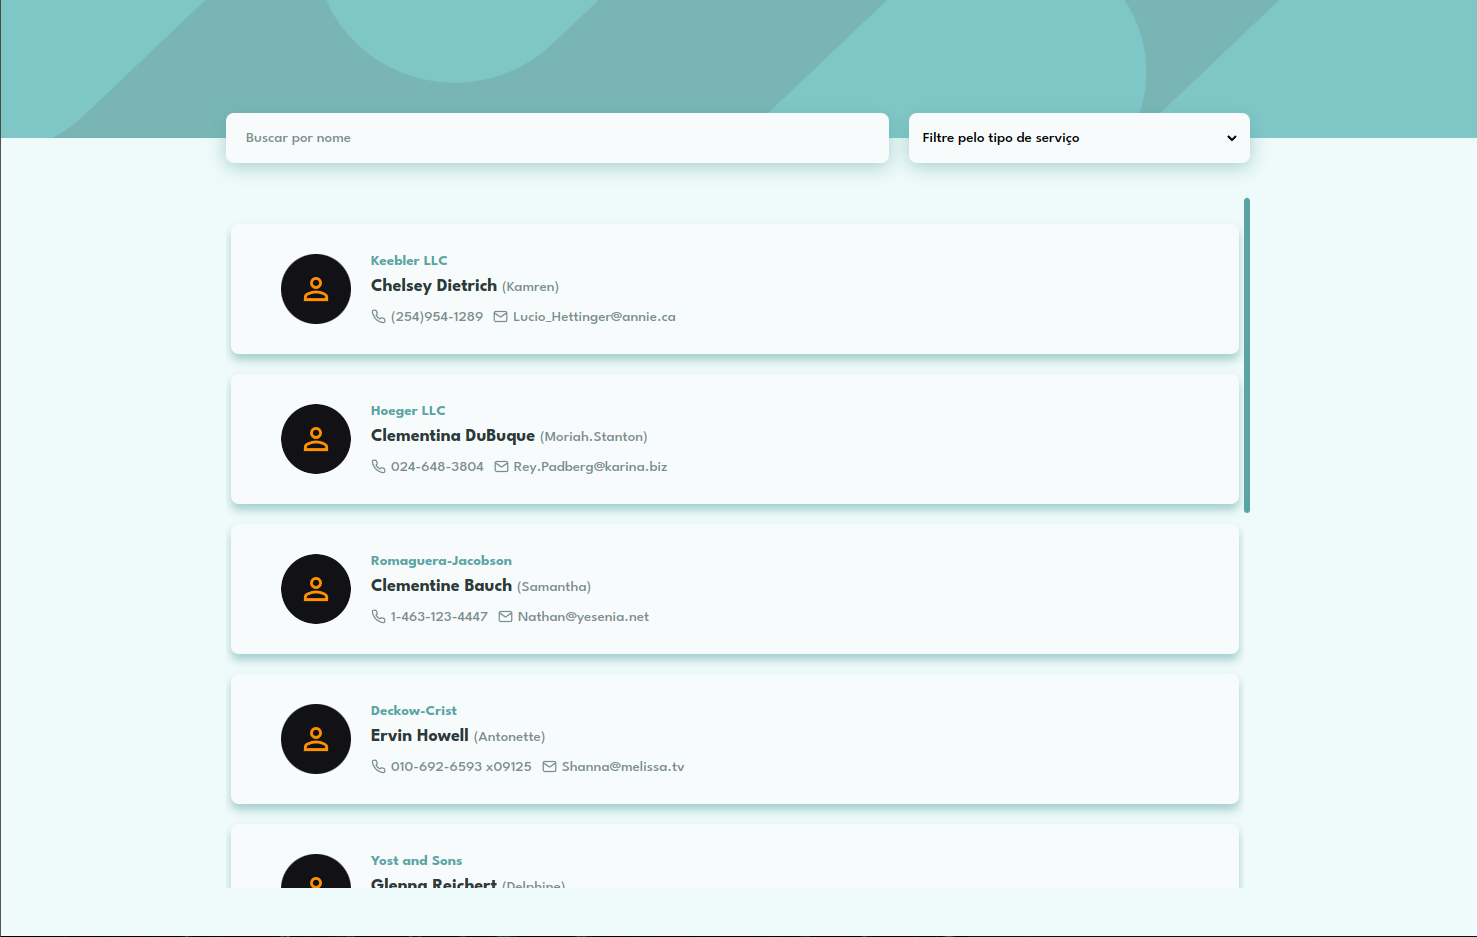 Buscar por nome
Filtre pelo tipo de serviço
Keebler LLC
Chelsey Dietrich (Kamren)
(254)954-1289 Lucio_Hettinger@annie.ca
Hoeger LLC
Clementina DuBuque (Moriah.Stanton)
024-648-3804 Rey.Padberg@karina.biz
Romaguera-Jacobson
Clementine Bauch (Samantha)
1-463-123-4447 Nathan@yesenia.net
Deckow-Crist
Ervin Howell (Antonette)
010-692-6593 x09125 Shanna@melissa.tv
Yost and Sons
Glenna Reichert (Delphine)